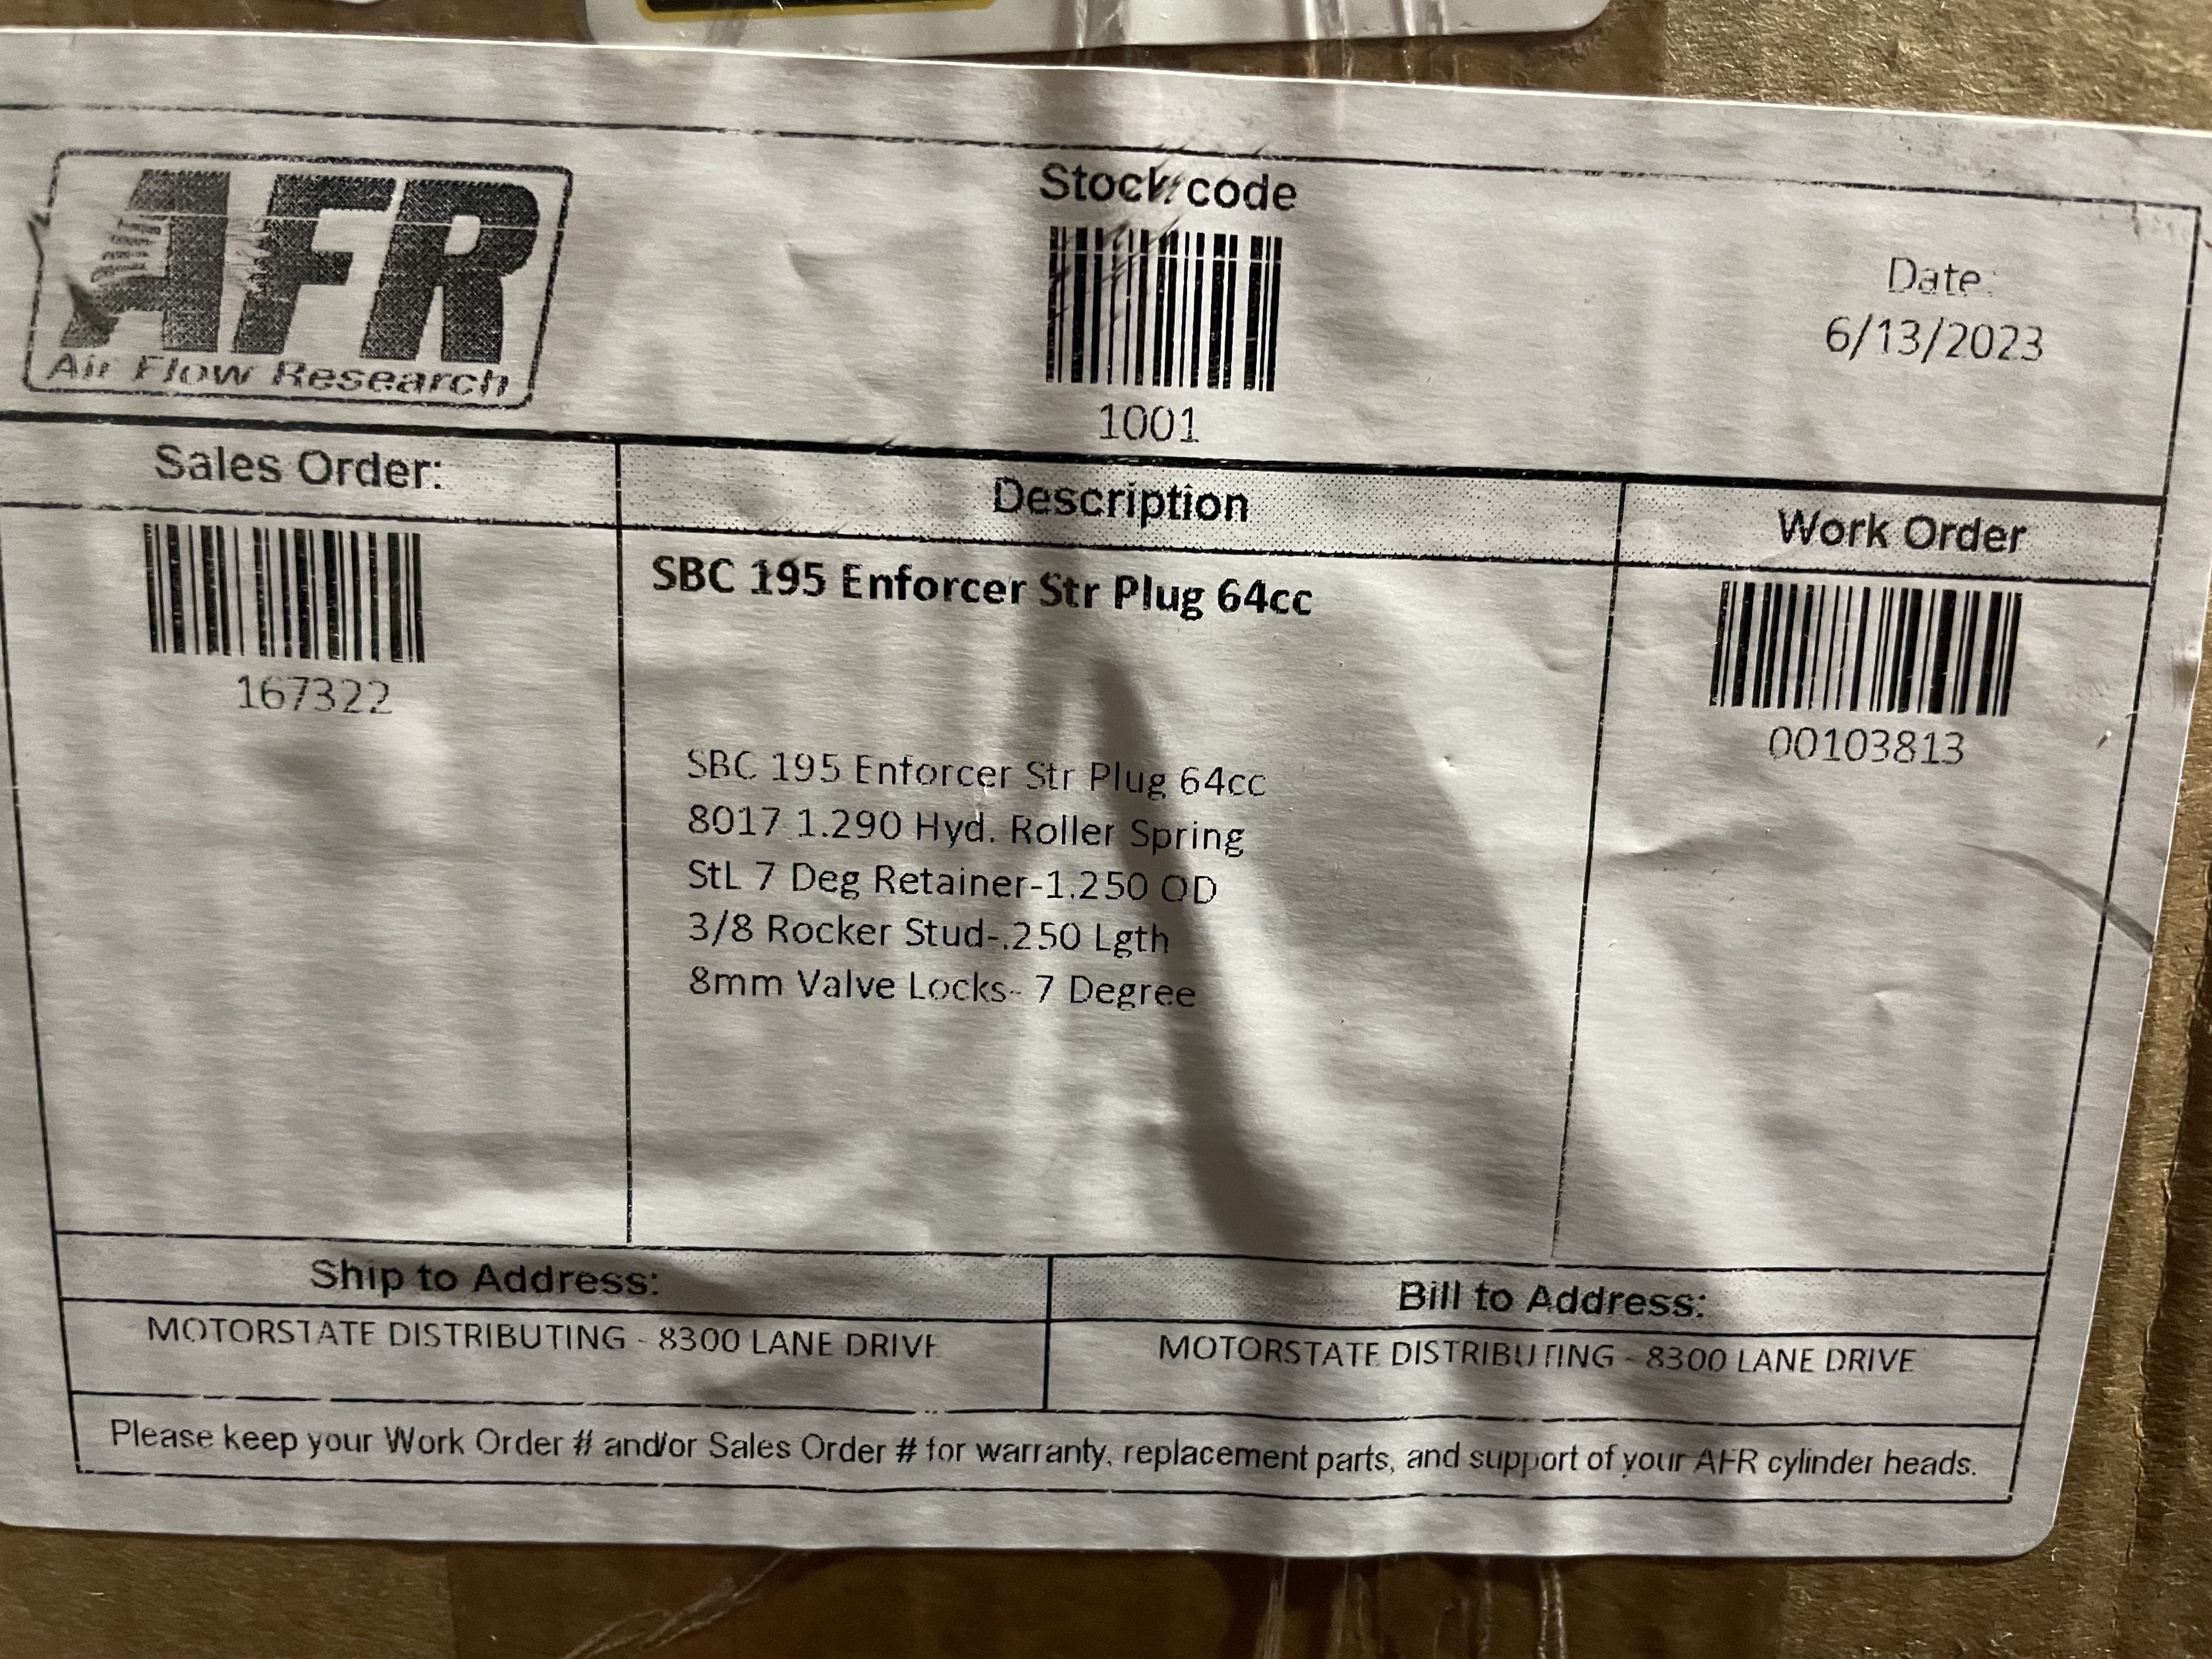 AFR
Air Flow Research
Stock code
1001
Date:
6/13/2023
Sales Order:
167322
Description
SBC 195 Enforcer Str Plug 64cc
SBC 195 Enforcer Str Plug 64cc
8017 1.290 Hyd. Roller Spring
StL 7 Deg Retainer-1.250 OD
3/8 Rocker Stud-.250 Lgth
8mm Valve Locks- 7 Degree
Work Order
00103813
Ship to Address:
MOTORSTATE DISTRIBUTING - 8300 LANE DRIVE
Bill to Address:
MOTORSTATE DISTRIBUTING - 8300 LANE DRIVE
Please keep your Work Order # and/or Sales Order # for warranty, replacement parts, and support of your AFR cylinder heads.